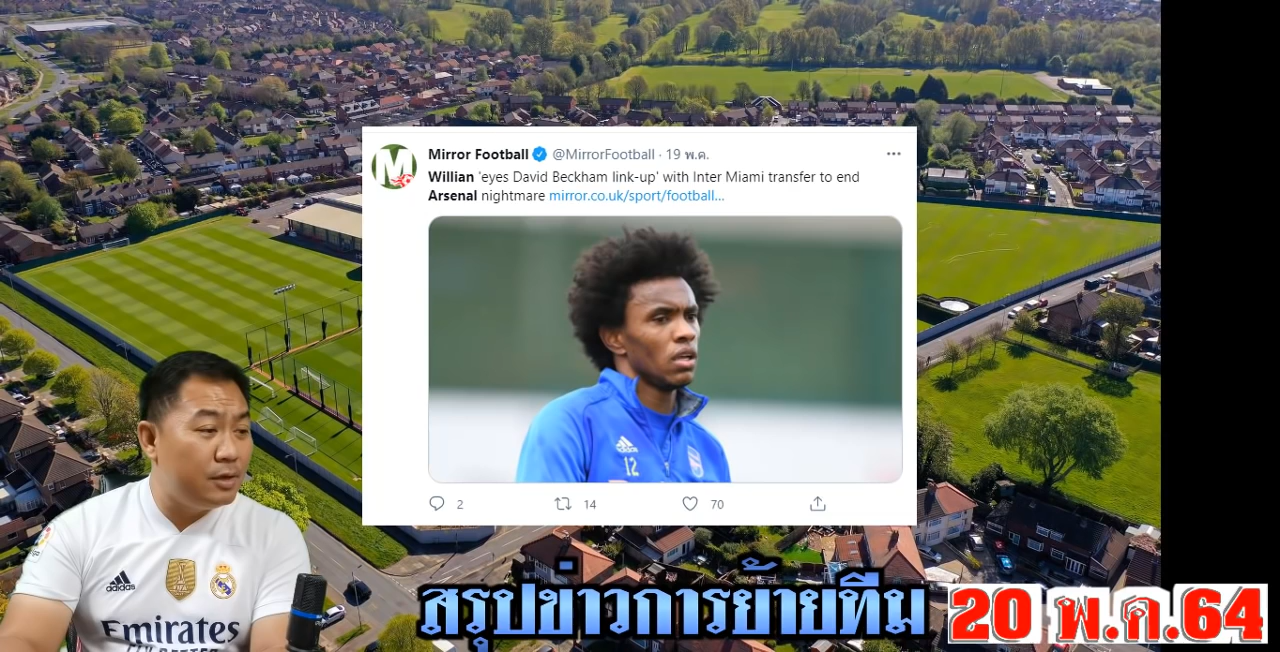 Mirror Football @MirrorFootball · 19 พ.ค.
Willian 'eyes David Beckham link-up' with Inter Miami transfer to end
Arsenal nightmare mirror.co.uk/sport/football...
M
12
2 14 70
adidas
Emirates
สรุปข่าวการย้ายทีม 20 พ.ค.64